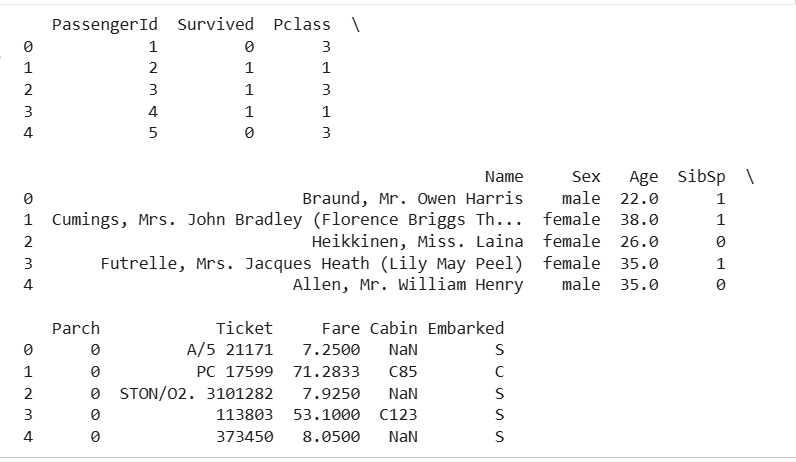 PassengerId Survived Pclass \
0 1 0 3
1 2 1 1
2 3 1 3
3 4 1 1
4 5 0 3
Name Sex Age SibSp \
0 Braund, Mr. Owen Harris male 22.0 1
1 Cumings, Mrs. John Bradley (Florence Briggs Th... female 38.0 1
2 Heikkinen, Miss. Laina female 26.0 0
3 Futrelle, Mrs. Jacques Heath (Lily May Peel) female 35.0 1
4 Allen, Mr. William Henry male 35.0 0
Parch Ticket Fare Cabin Embarked
0 0 A/5 21171 7.2500 NaN S
1 0 PC 17599 71.2833 C85 C
2 0 STON/O2. 3101282 7.9250 NaN S
3 0 113803 53.1000 C123 S
4 0 373450 8.0500 NaN S